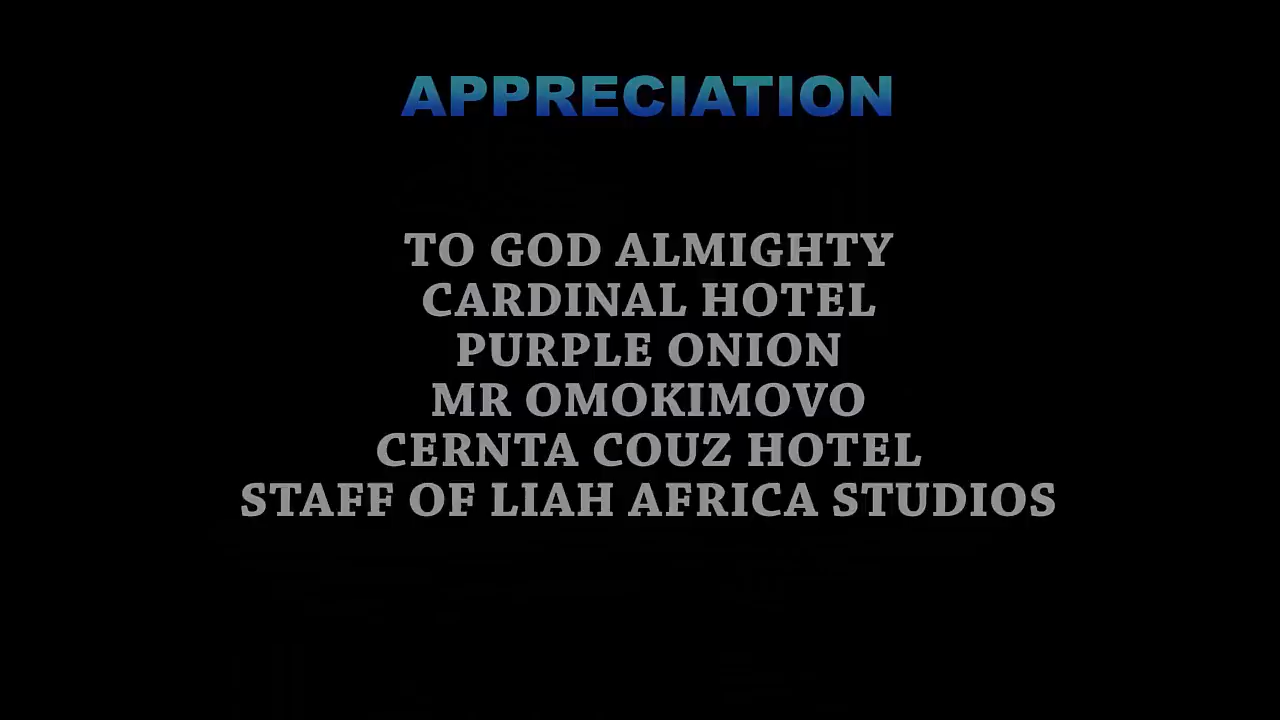 APPRECIATION
TO GOD ALMIGHTY
CARDINAL HOTEL
PURPLE ONION
MR OMOKIMOVO
CERNTA COUZ HOTEL
STAFF OF LIAH AFRICA STUDIOS